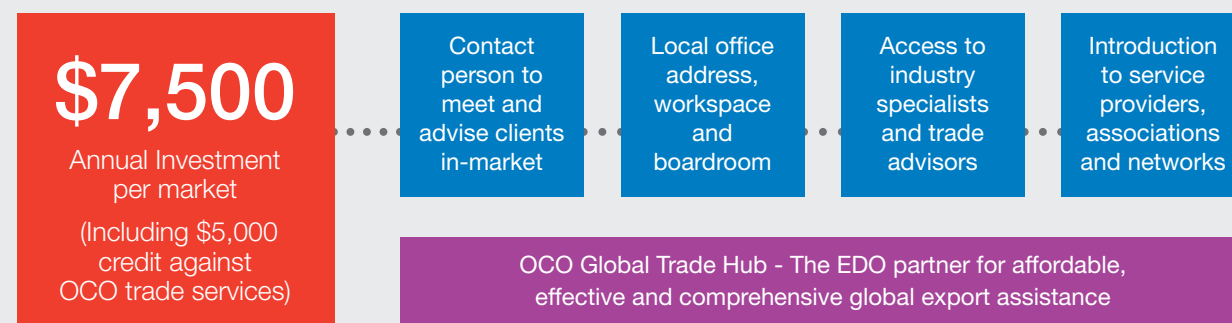 $7,500
Annual Investment
per market
(Including $5,000
credit against
OCO trade services)
Contact
person to
meet and
advise clients
in-market
Local office
address,
workspace
and
boardroom
Access to
industry
specialists
and trade
advisors
Introduction
to service
providers,
associations
and networks
OCO Global Trade Hub - The EDO partner for affordable,
effective and comprehensive global export assistance